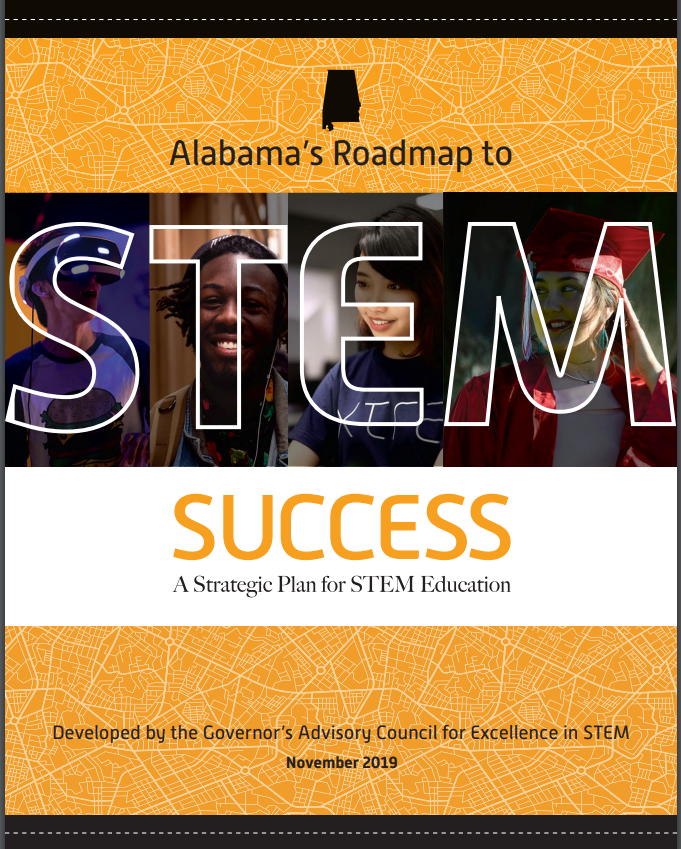 Alabama's Roadmap to
STEM
SUCCESS
A Strategic Plan for STEM Education
Developed by the Governor's Advisory Council for Excellence in STEM
November 2019